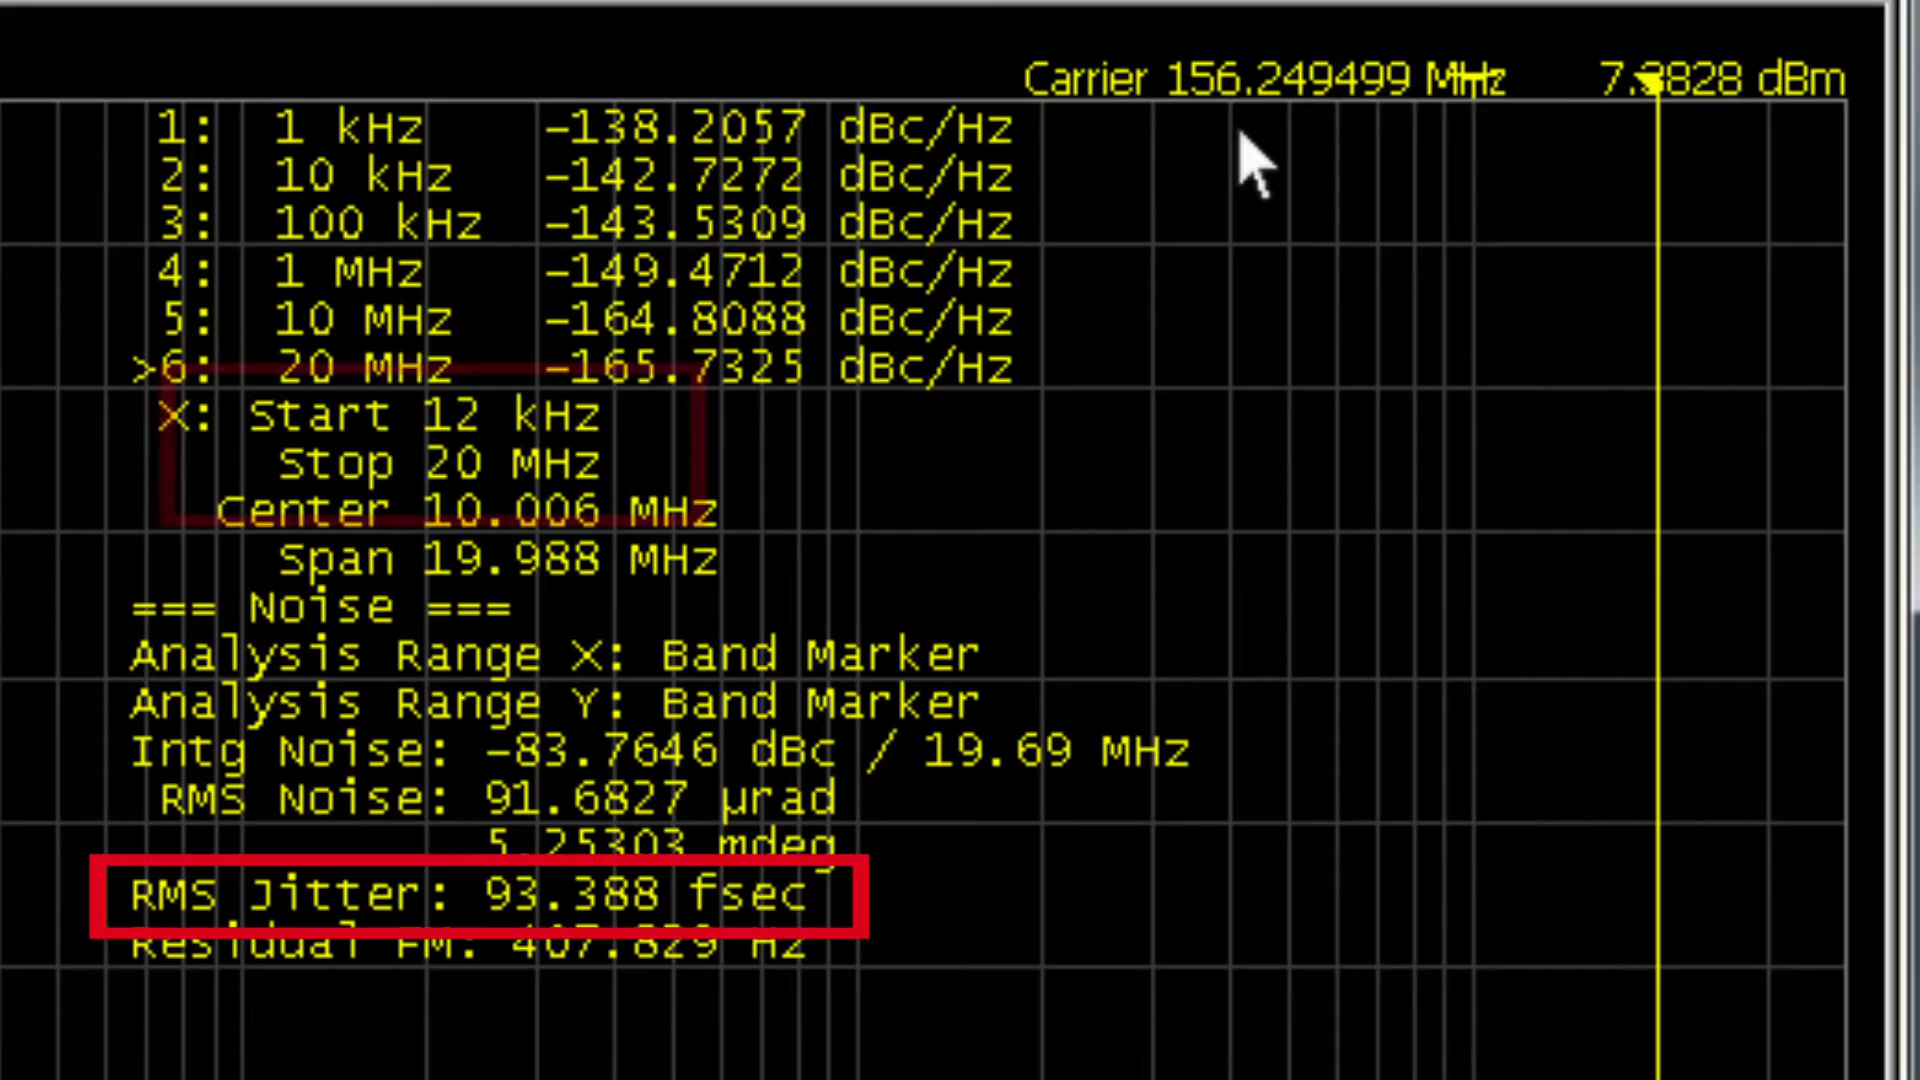 Carrier 156.249499 MHz dBm
1: 1 kHz -138.2057 dBc/Hz
2: 10 kHz -142.7272 dBc/Hz
3: 100 kHz -143.5309 dBc/Hz
4: 1 MHz -149.4712 dBc/Hz
5: 10 MHz -164.8088 dBc/Hz
>6: 20 MHz -165.7325 dBc/Hz
X: Start 12 kHz
Stop 20 MHz
Center 10.006 MHz
Span 19.988 MHz
=== Noise ===
Analysis Range X: Band Marker
Analysis Range Y: Band Marker
Intg Noise: -83.7646 dBc / 19.69 MHz
RMS Noise: 91.6827 µrad
5.25303 mdeg
RMS Jitter: 93.388 fsec
Residual FM: 407.829 Hz